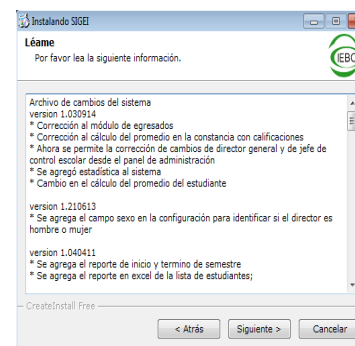 Instalando SIGEI
Léame
Por favor lea la siguiente información.
IEBO
Archivo de cambios del sistema
version 1.030914
* Corrección al módulo de egresados
* Corrección al cálculo del promedio en la constancia con calificaciones
* Ahora se permite la corrección de cambios de director general y de jefe de
control escolar desde el panel de administración
* Se agregó estadística al sistema
* Cambio en el cálculo del promedio del estudiante
version 1.210613
* Se agrega el campo sexo en la configuración para identificar si el director es
hombre o mujer
version 1.040411
* Se agrega el reporte de inicio y termino de semestre
* Se agrega el reporte en excel de la lista de estudiantes;
CreateInstall Free
< Atrás
Siguiente >
Cancelar